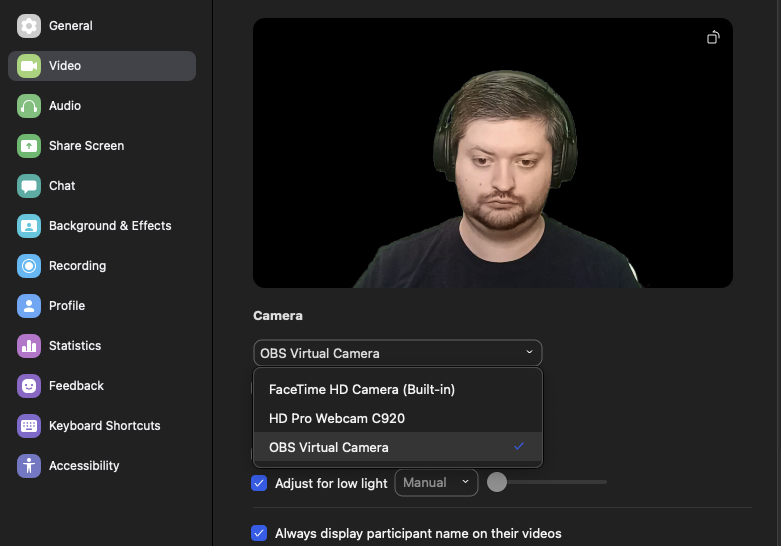 General
Video
Audio
Share Screen
Chat
Background & Effects
Recording
Profile
Statistics
Feedback
Keyboard Shortcuts
Accessibility
Camera
OBS Virtual Camera
FaceTime HD Camera (Built-in)
HD Pro Webcam C920
OBS Virtual Camera
Adjust for low light
Manual
Always display participant name on their videos